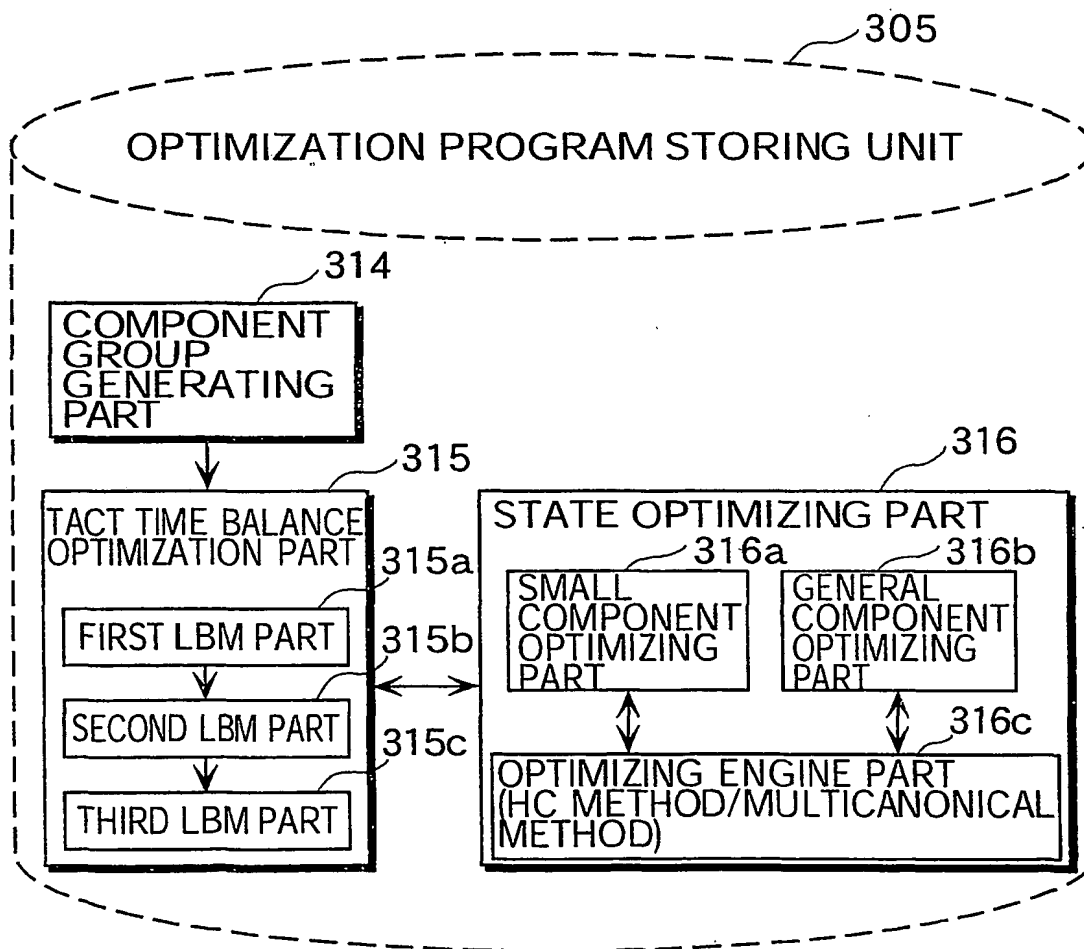 305
OPTIMIZATION PROGRAM STORING UNIT
314
COMPONENT
GROUP
GENERATING
PART
315
TACT TIME BALANCE
OPTIMIZATION PART
315a
FIRST LBM PART
315b
SECOND LBM PART
315c
THIRD LBM PART
316
STATE OPTIMIZING PART
316a
SMALL
COMPONENT
OPTIMIZING
PART
316b
GENERAL
COMPONENT
OPTIMIZING
PART
316c
OPTIMIZING ENGINE PART
(HC METHOD/MULTICANONICAL
METHOD)